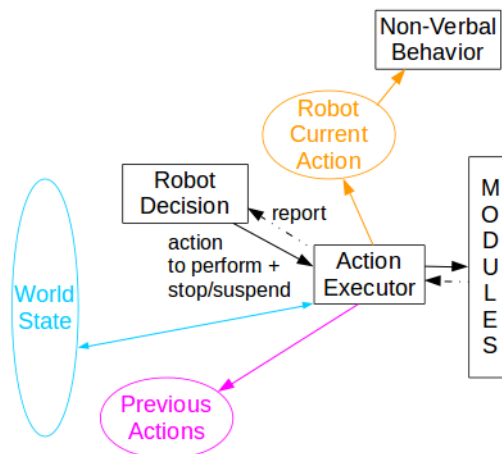 Non-Verbal
Behavior
Robot
Current
Action
Robot
Decision
report
action
to perform +
stop/suspend
Action
Executor
M
O
D
U
L
E
S
World
State
Previous
Actions